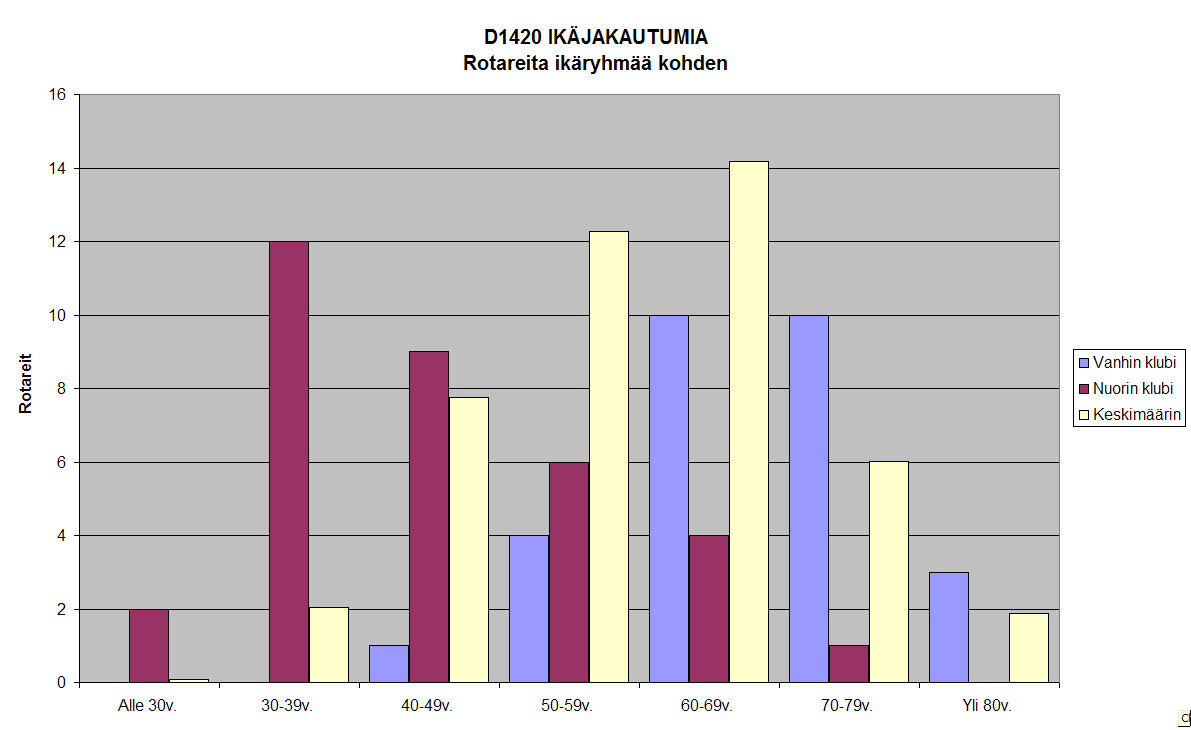 D1420 IKÄJAKAUTUMIA
Rotareita ikäryhmää kohden
16
14
12
10
8
6
4
2
0
Rotareit
Alle 30v.
30-39v.
40-49v.
50-59v.
60-69v.
70-79v.
Yli 80v.
Vanhin klubi
Nuorin klubi
Keskimäärin